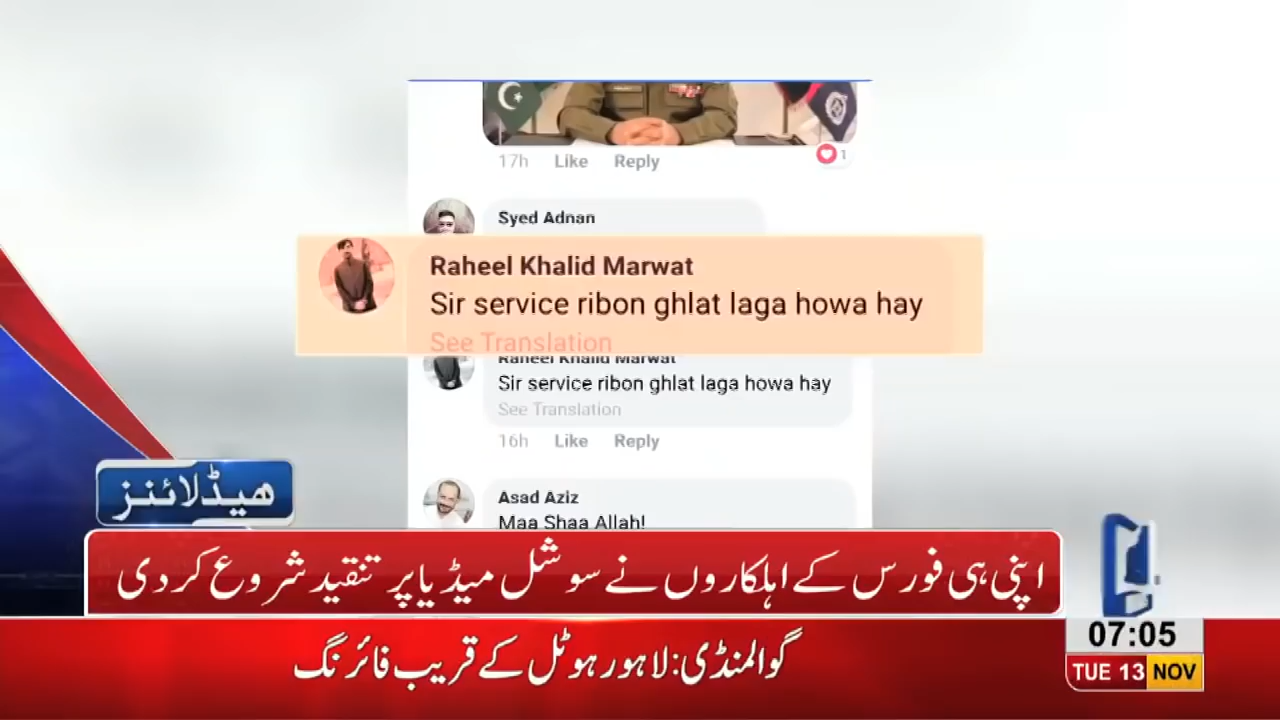 17h Like Reply
1
Syed Adnan
Raheel Khalid Marwat
Sir service ribon ghlat laga howa hay
See Translation
Raheel Khalid Marwat
Sir service ribon ghlat laga howa hay
See Translation
16h Like Reply
Asad Aziz
Maa Shaa Allah!
ھیڈلائنز
اپنی ہی فورس کے اہلکاروں نے سوشل میڈیا پر تنقید شروع کر دی
گوالمنڈی: لاہور ہوٹل کے قریب فائرنگ
07:05
TUE 13 NOV